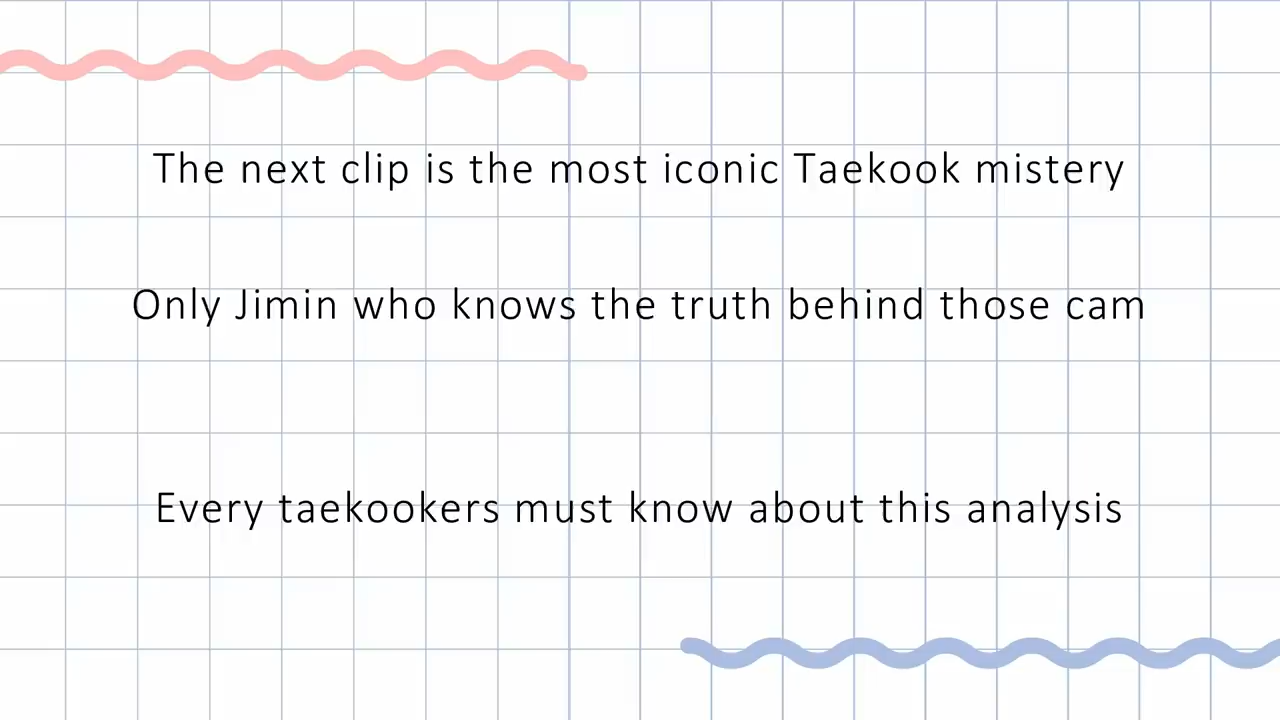 The next clip is the most iconic Taekook mistery
Only Jimin who knows the truth behind those cam
Every taekookers must know about this analysis